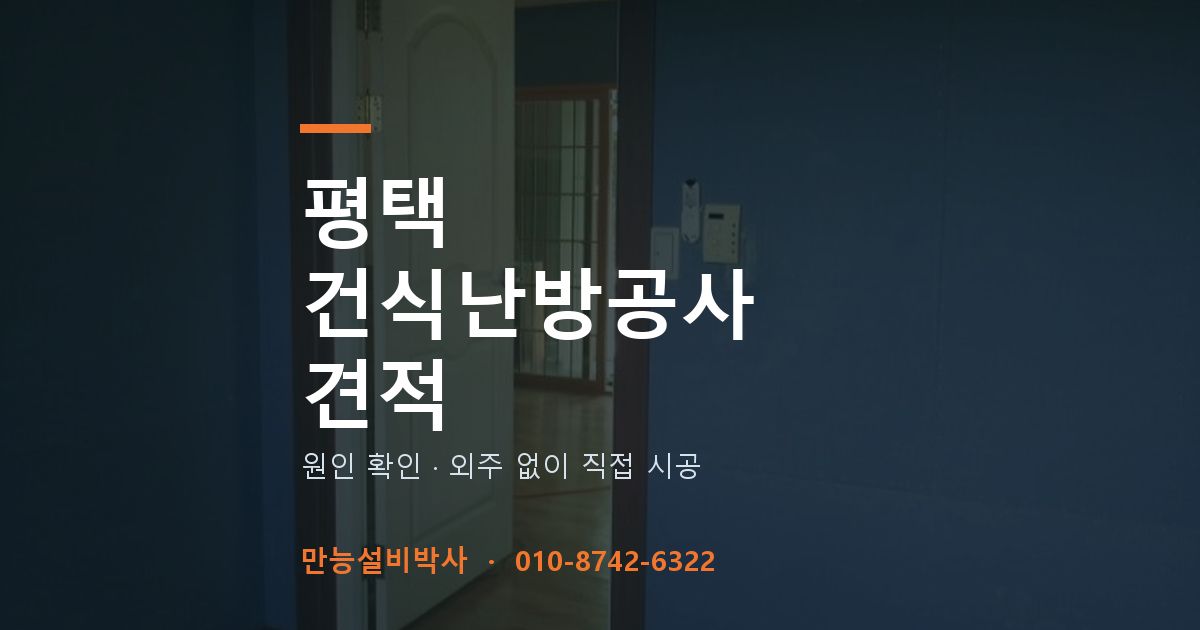 평택
건식난방공사
견적
원인 확인 · 외주 없이 직접 시공
만능설비박사 · 010-8742-6322